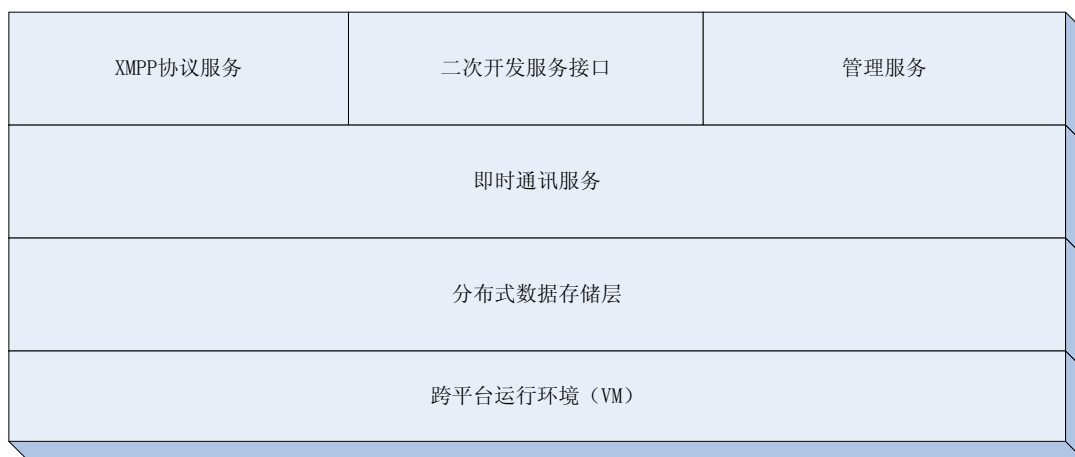 XMPP协议服务
二次开发服务接口
管理服务
即时通讯服务
分布式数据存储层
跨平台运行环境（VM）